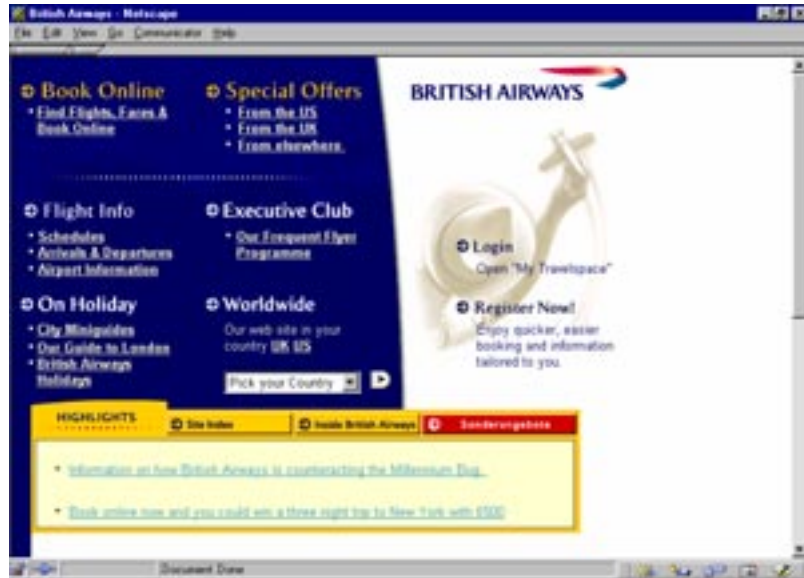 British Airways - Netscape
File Edit View Go Communicator Help
Book Online
Find Flights, Fares &
Book Online
Special Offers
From the US
From the UK
From elsewhere.
BRITISH AIRWAYS
Flight Info
Schedules
Arrivals & Departures
Airport Information
Executive Club
Our Frequent Flyer
Programme
Login
Open "My Travelspace"
On Holiday
City Miniguides
Our Guide to London
British Airways
Holidays
Worldwide
Our web site in your
country UK US
Pick your Country
Register Now!
Enjoy quicker, easier
booking and information
tailored to you.
HIGHLIGHTS
Site Index
Inside British Airways
Sonderangebote
Information on how British Airways is counteracting the Millennium Bug.
Book online now and you could win a three night trip to New York with £500
Document Done